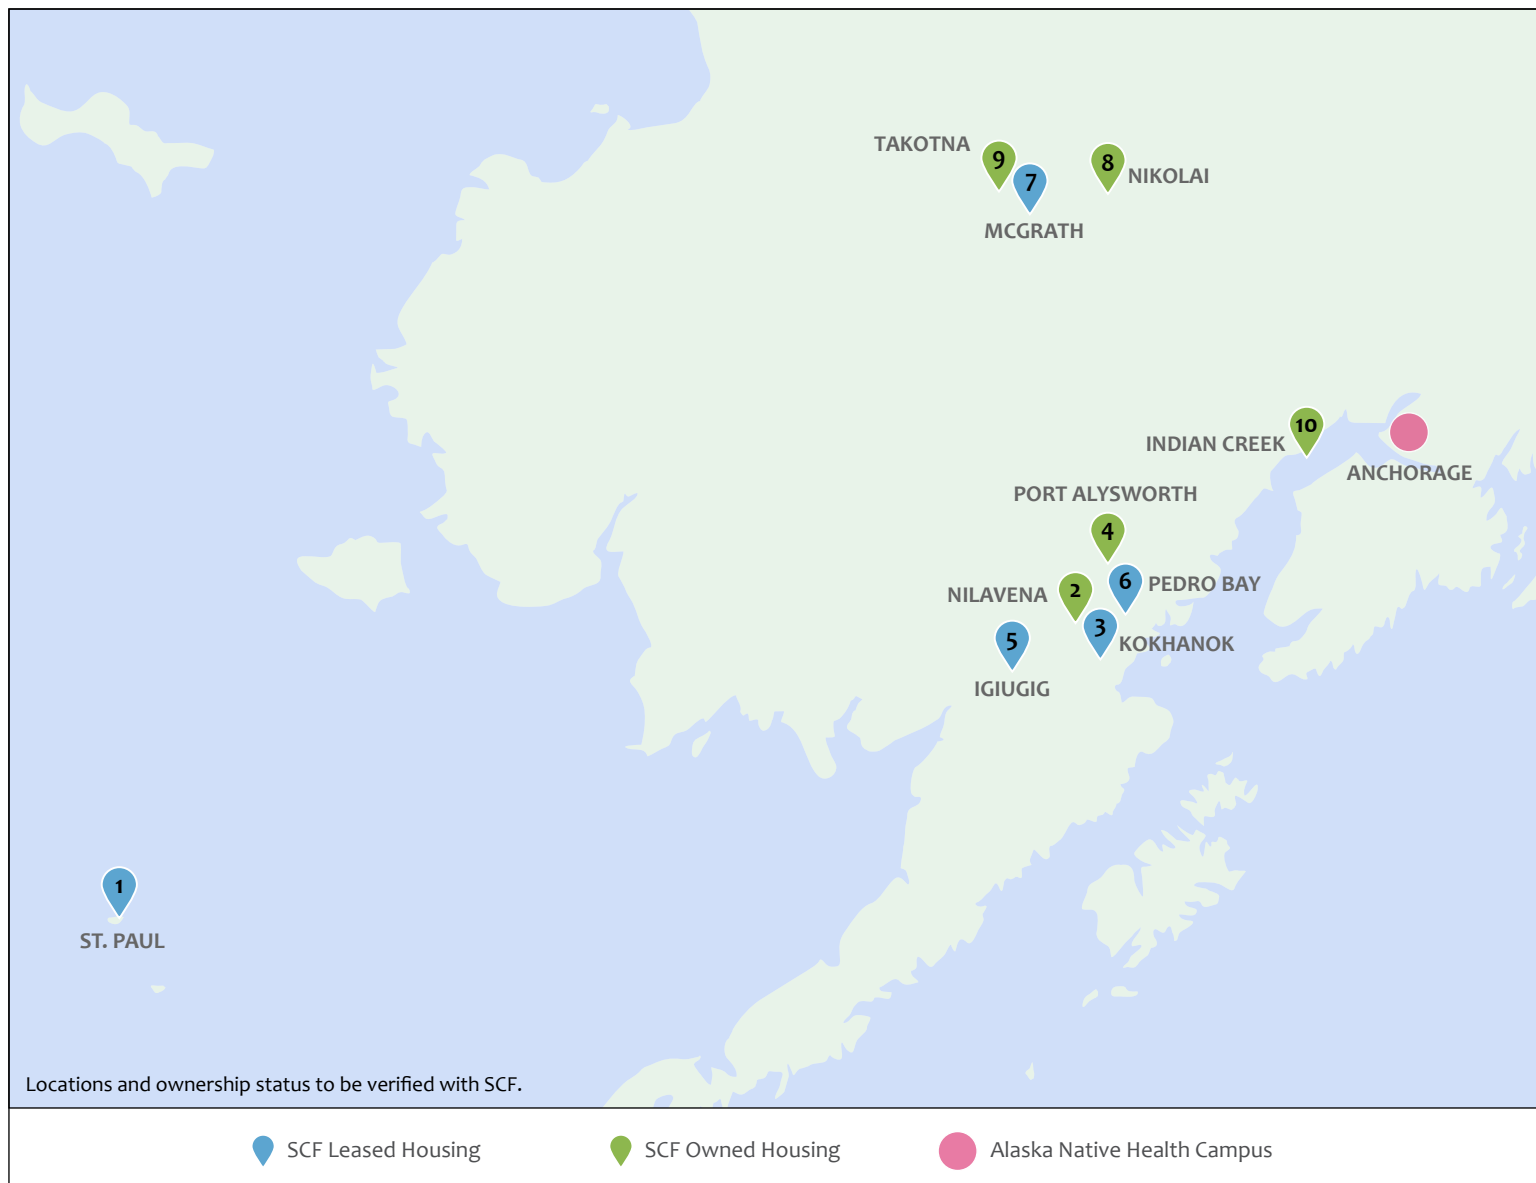 TAKOTNA
9
8
7
NIKOLAI
MCGRATH
10
INDIAN CREEK
ANCHORAGE
PORT ALYSWORTH
4
6
PEDRO BAY
NILAVENA
2
3
KOKHANOK
5
IGIUGIG
1
ST. PAUL
Locations and ownership status to be verified with SCF.
SCF Leased Housing
SCF Owned Housing
Alaska Native Health Campus